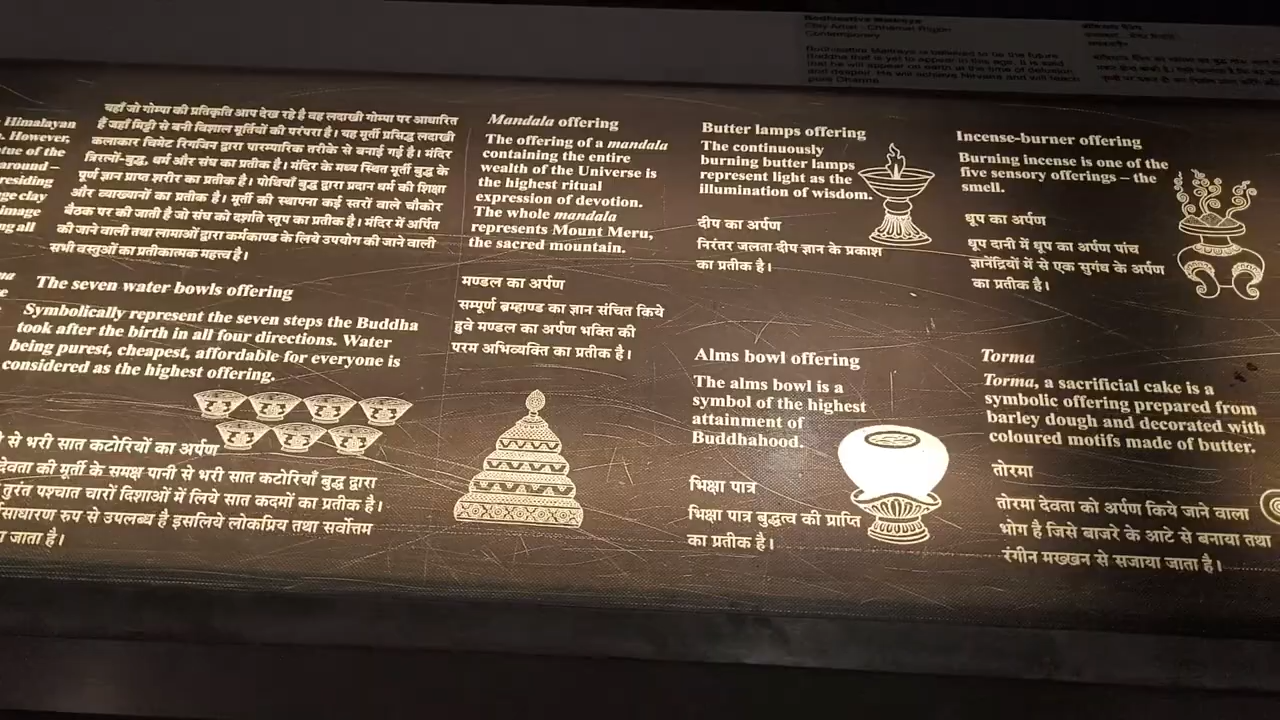 Bodhisattva Maitreya
Clay Artist - Chhemet Rigzin
Contemporary
Bodhisattva Maitreya is believed to be the future
Buddha that is yet to appear in this age. It is said
that he will appear on earth at the time of delusion
and despair. He will achieve Nirvana and will teach
pure Dharma
Himalayan
However,
tue of the
around –
residing
ge clay
image
ng all
यहाँ जो गोम्पा की प्रतिकृति आप देख रहे है वह लदाखी गोम्पा पर आधारित
हैं जहाँ मिट्टी से बनी विशाल मूर्तियों की परंपरा है। यह मूर्ती प्रसिद्ध लदाखी
कलाकार चिमेट रिगजिन द्वारा पारम्पारिक तरीके से बनाई गई है। मंदिर
त्रिरत्नों-बुद्ध, धर्म और संघ का प्रतीक है। मंदिर के मध्य स्थित मूर्ती बुद्ध के
पूर्ण ज्ञान प्राप्त शरीर का प्रतीक है। पोथियाँ बुद्ध द्वारा प्रदान धर्म की शिक्षा
और व्याख्यानों का प्रतीक है। मूर्ती की स्थापना कई स्तरों वाले चौकोर
बैठक पर की जाती है जो संघ को दर्शाते स्तूप का प्रतीक है। मंदिर में अर्पित
की जाने वाली तथा लामाओं द्वारा कर्मकाण्ड के लिये उपयोग की जाने वाली
सभी वस्तुओं का प्रतीकात्मक महत्व है।
The seven water bowls offering
Symbolically represent the seven steps the Buddha
took after the birth in all four directions. Water
being purest, cheapest, affordable for everyone is
considered as the highest offering.
से भरी सात कटोरियों का अर्पण
देवता की मूर्ती के समक्ष पानी से भरी सात कटोरियाँ बुद्ध द्वारा
तुरंत पश्चात चारों दिशाओं में लिये सात कदमों का प्रतीक है।
साधारण रुप से उपलब्ध है इसलिये लोकप्रिय तथा सर्वोत्तम
जाता है।
Mandala offering
The offering of a mandala
containing the entire
wealth of the Universe is
the highest ritual
expression of devotion.
The whole mandala
represents Mount Meru,
the sacred mountain.
मण्डल का अर्पण
सम्पूर्ण ब्रम्हाण्ड का ज्ञान संचित किये
हुवे मण्डल का अर्पण भक्ति की
परम अभिव्यक्ति का प्रतीक है।
Butter lamps offering
The continuously
burning butter lamps
represent light as the
illumination of wisdom.
दीप का अर्पण
निरंतर जलता दीप ज्ञान के प्रकाश
का प्रतीक है।
Alms bowl offering
The alms bowl is a
symbol of the highest
attainment of
Buddhahood.
भिक्षा पात्र
भिक्षा पात्र बुद्धत्व की प्राप्ति
का प्रतीक है।
Incense-burner offering
Burning incense is one of the
five sensory offerings – the
smell.
धूप का अर्पण
धूप दानी में धूप का अर्पण पांच
ज्ञानेंद्रियों में से एक सुगंध के अर्पण
का प्रतीक है।
Torma
Torma, a sacrificial cake is a
symbolic offering prepared from
barley dough and decorated with
coloured motifs made of butter.
तोरमा
तोरमा देवता को अर्पण किये जाने वाला
भोग है जिसे बाजरे के आटे से बनाया तथा
रंगीन मख्खन से सजाया जाता है।